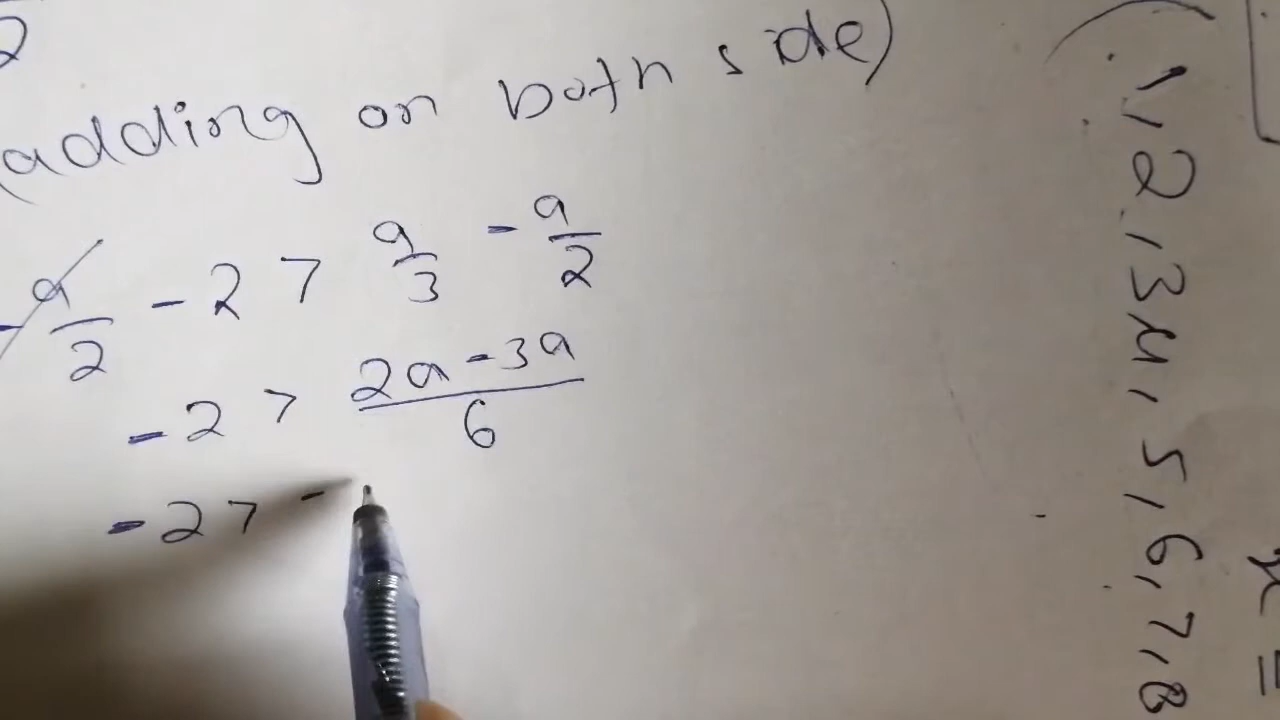 2
(adding on both side)
- a/2 - 2 > a/3 - a/2
- 2 > 2a - 3a / 6
- 2 > -
(1, 2, 3, 4, 5, 6, 7, 8
x =